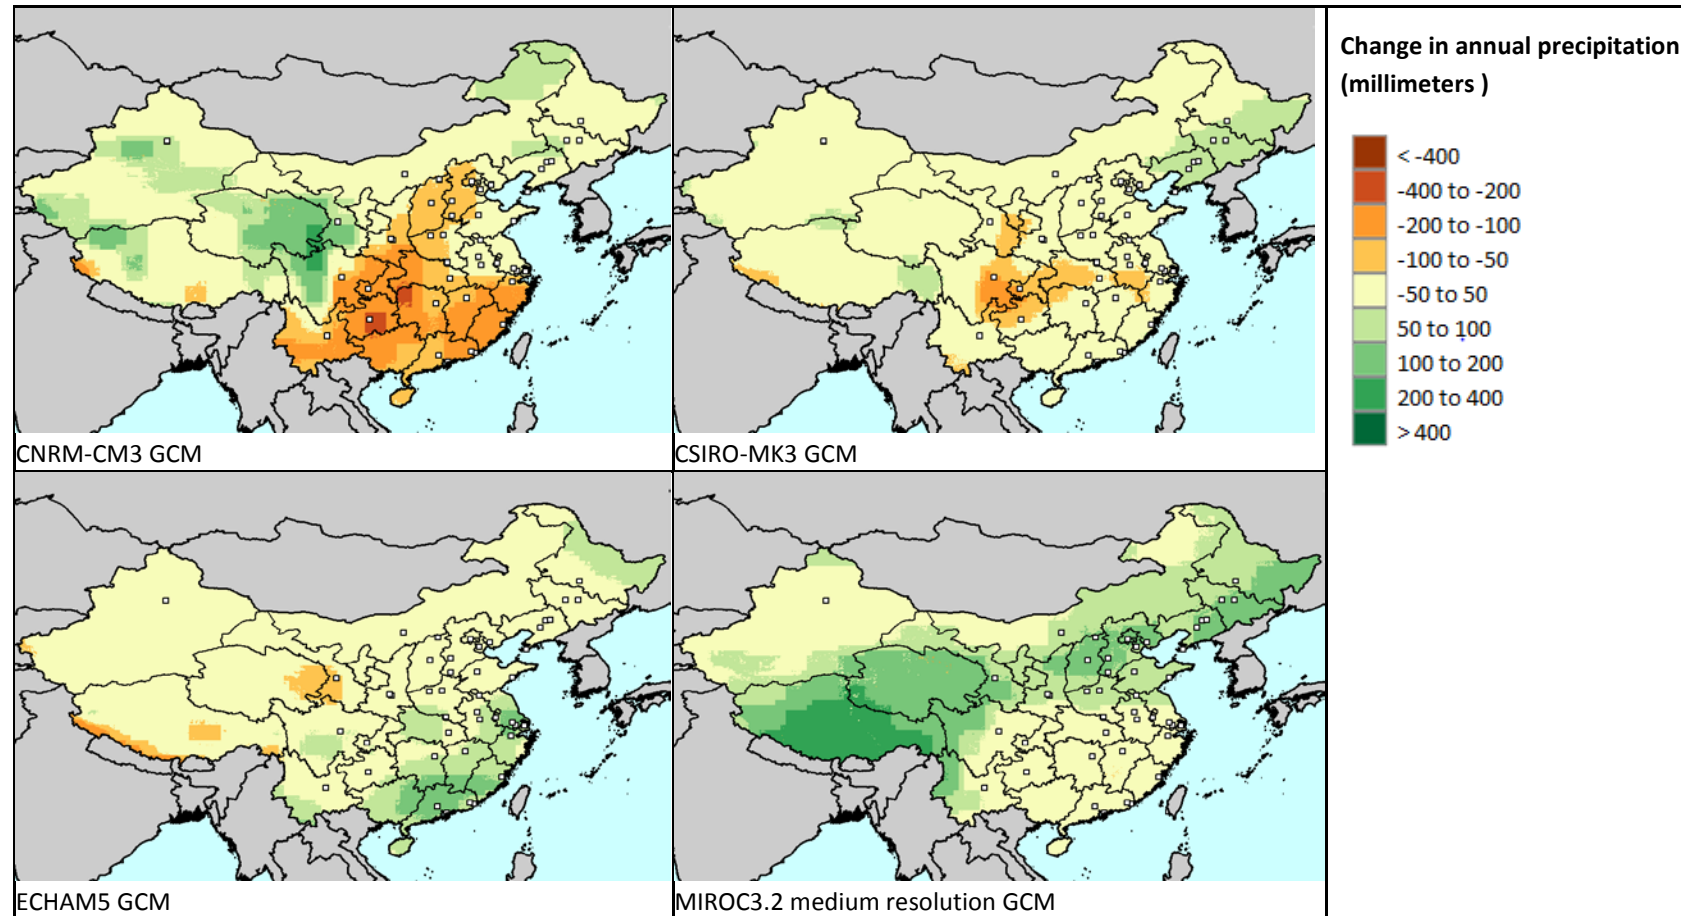 CNRM-CM3 GCM
CSIRO-MK3 GCM
ECHAM5 GCM
MIROC3.2 medium resolution GCM
Change in annual precipitation
(millimeters )
< -400
-400 to -200
-200 to -100
-100 to -50
-50 to 50
50 to 100
100 to 200
200 to 400
> 400